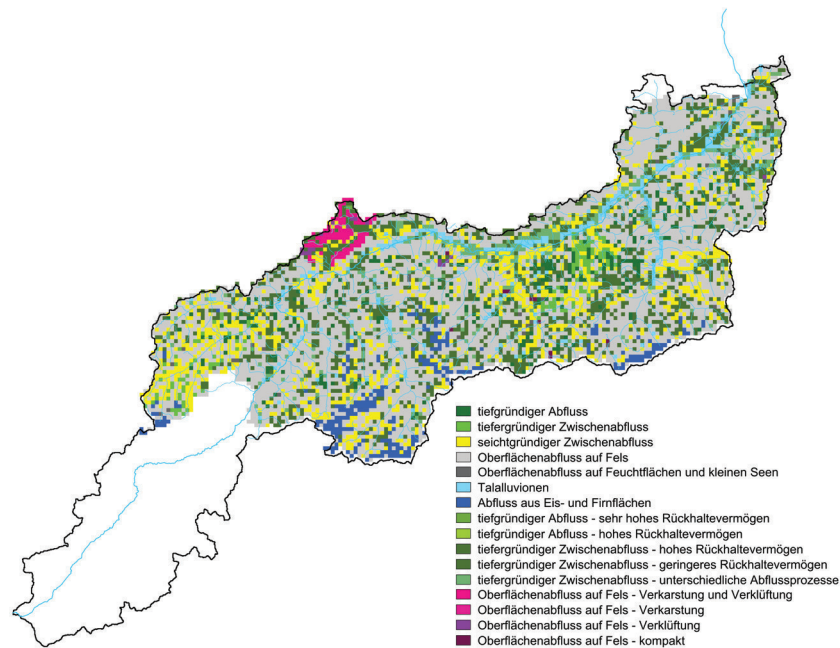 tiefgründiger Abfluss
tiefergründiger Zwischenabfluss
seichtgründiger Zwischenabfluss
Oberflächenabfluss auf Fels
Oberflächenabfluss auf Feuchtflächen und kleinen Seen
Talalluvionen
Abfluss aus Eis- und Firnflächen
tiefgründiger Abfluss - sehr hohes Rückhaltevermögen
tiefgründiger Abfluss - hohes Rückhaltevermögen
tiefergründiger Zwischenabfluss - hohes Rückhaltevermögen
tiefergründiger Zwischenabfluss - geringeres Rückhaltevermögen
tiefergründiger Zwischenabfluss - unterschiedliche Abflussprozesse
Oberflächenabfluss auf Fels - Verkarstung und Verklüftung
Oberflächenabfluss auf Fels - Verkarstung
Oberflächenabfluss auf Fels - Verklüftung
Oberflächenabfluss auf Fels - kompakt